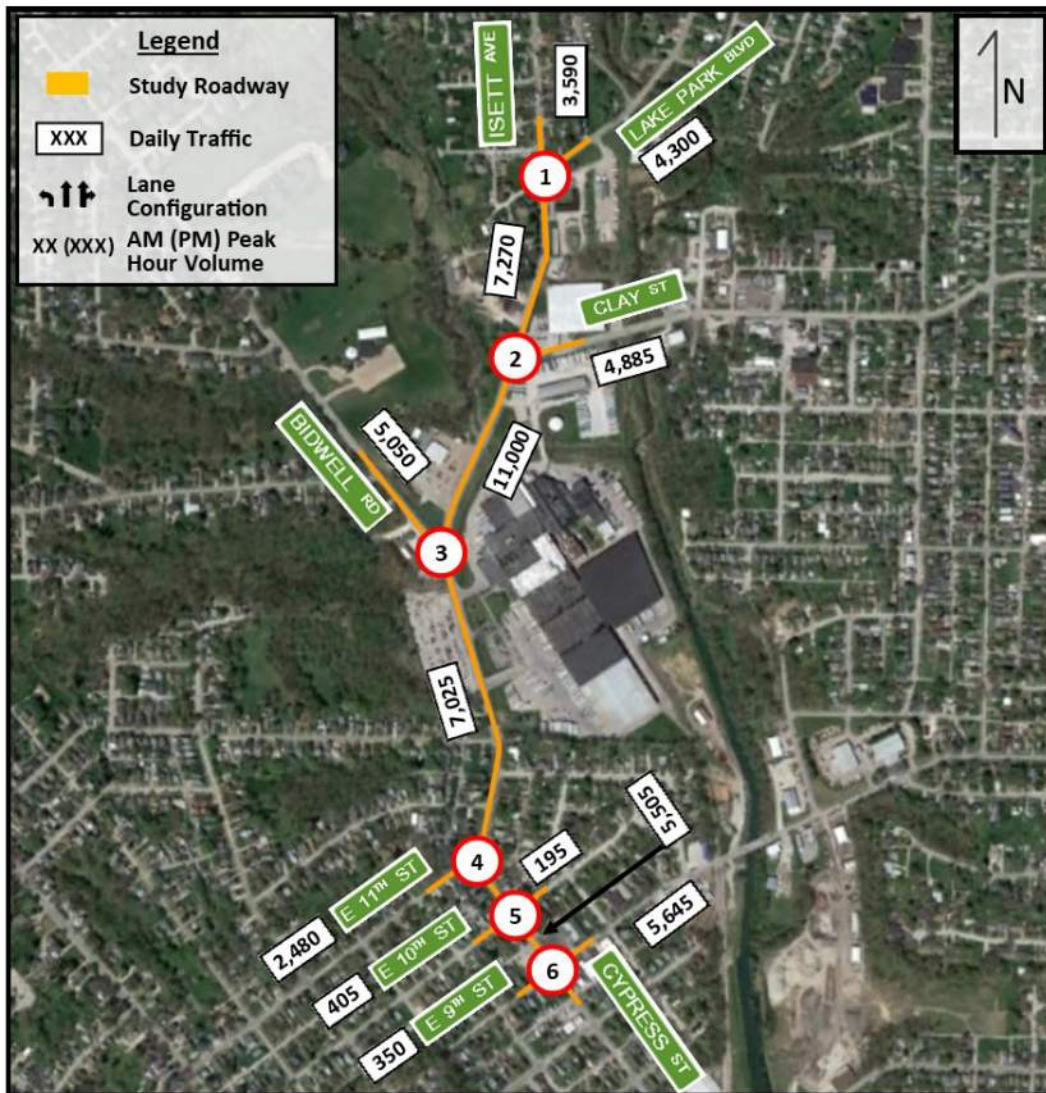 Legend
Study Roadway
XXX
Daily Traffic
Lane
Configuration
XX (XXX)
AM (PM) Peak
Hour Volume
N
ISETT AVE
3,590
LAKE PARK BLVD
4,300
1
7,270
CLAY ST
2
4,885
BIDWELL RD
5,050
11,000
3
7,025
5,505
4
195
E 11TH ST
2,480
5
5,645
E 10TH ST
405
6
E 9TH ST
350
CYPRESS ST